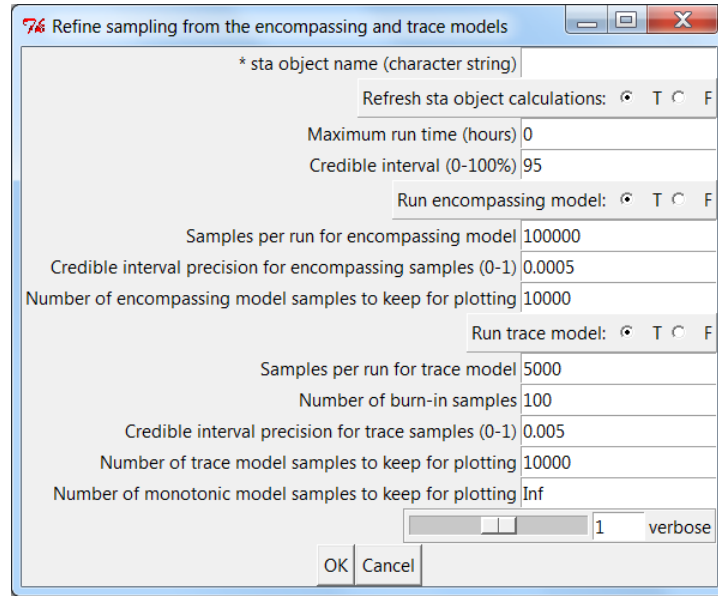 Refine sampling from the encompassing and trace models
* sta object name (character string)
Refresh sta object calculations: T F
Maximum run time (hours) 0
Credible interval (0-100%) 95
Run encompassing model: T F
Samples per run for encompassing model 100000
Credible interval precision for encompassing samples (0-1) 0.0005
Number of encompassing model samples to keep for plotting 10000
Run trace model: T F
Samples per run for trace model 5000
Number of burn-in samples 100
Credible interval precision for trace samples (0-1) 0.005
Number of trace model samples to keep for plotting 10000
Number of monotonic model samples to keep for plotting Inf
1 verbose
OK Cancel